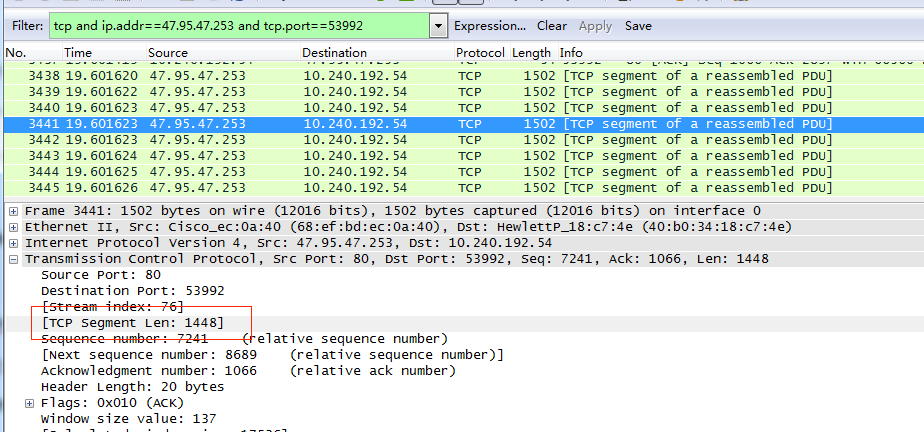 Filter: tcp and ip.addr==47.95.47.253 and tcp.port==53992 Expression... Clear Apply Save
No. Time Source Destination Protocol Length Info
3438 19.601620 47.95.47.253 10.240.192.54 TCP 1502 [TCP segment of a reassembled PDU]
3439 19.601622 47.95.47.253 10.240.192.54 TCP 1502 [TCP segment of a reassembled PDU]
3440 19.601623 47.95.47.253 10.240.192.54 TCP 1502 [TCP segment of a reassembled PDU]
3441 19.601623 47.95.47.253 10.240.192.54 TCP 1502 [TCP segment of a reassembled PDU]
3442 19.601623 47.95.47.253 10.240.192.54 TCP 1502 [TCP segment of a reassembled PDU]
3443 19.601624 47.95.47.253 10.240.192.54 TCP 1502 [TCP segment of a reassembled PDU]
3444 19.601625 47.95.47.253 10.240.192.54 TCP 1502 [TCP segment of a reassembled PDU]
3445 19.601626 47.95.47.253 10.240.192.54 TCP 1502 [TCP segment of a reassembled PDU]
Frame 3441: 1502 bytes on wire (12016 bits), 1502 bytes captured (12016 bits) on interface 0
Ethernet II, Src: Cisco_ec:0a:40 (68:ef:bd:ec:0a:40), Dst: HewlettP_18:c7:4e (40:b0:34:18:c7:4e)
Internet Protocol Version 4, Src: 47.95.47.253, Dst: 10.240.192.54
Transmission Control Protocol, Src Port: 80, Dst Port: 53992, Seq: 7241, Ack: 1066, Len: 1448
Source Port: 80
Destination Port: 53992
[Stream index: 76]
[TCP Segment Len: 1448]
Sequence number: 7241 (relative sequence number)
[Next sequence number: 8689 (relative sequence number)]
Acknowledgment number: 1066 (relative ack number)
Header Length: 20 bytes
Flags: 0x010 (ACK)
Window size value: 137